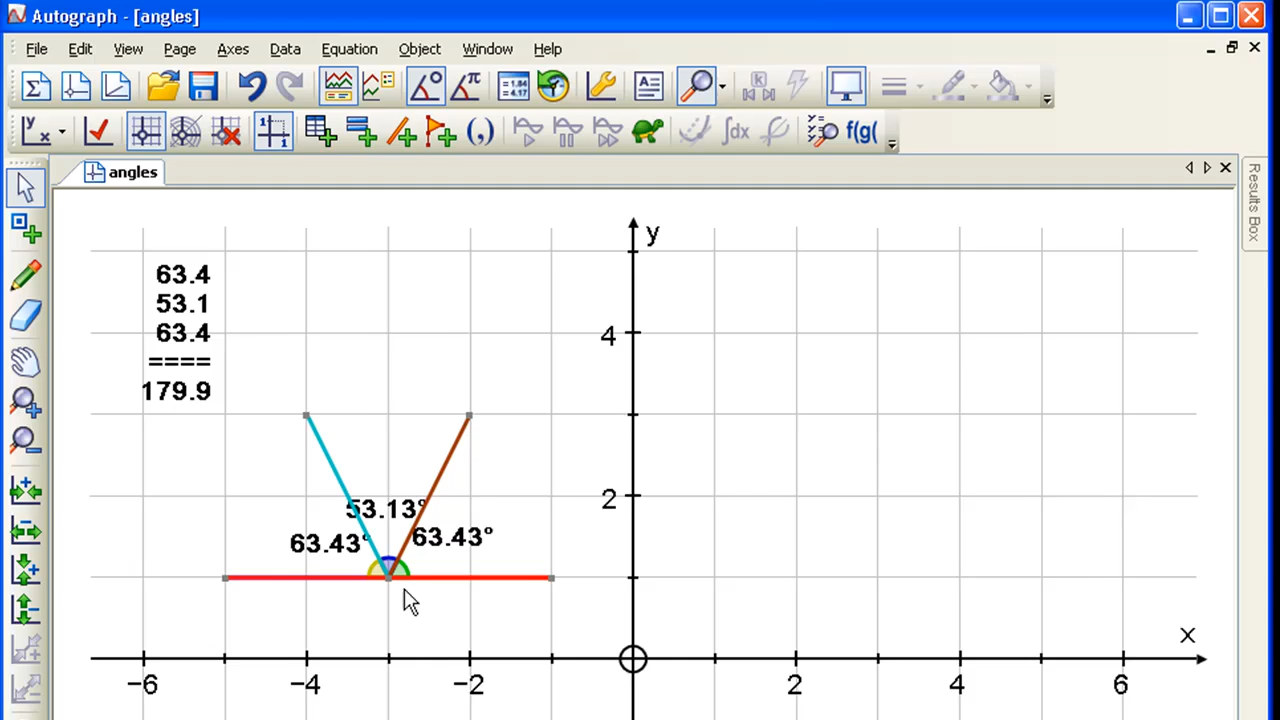 Autograph - [angles]
File Edit View Page Axes Data Equation Object Window Help
angles
Results Box
y
63.4
53.1
63.4
====
179.9
4
2
53.13°
63.43° 63.43°
x
−6 −4 −2 2 4 6